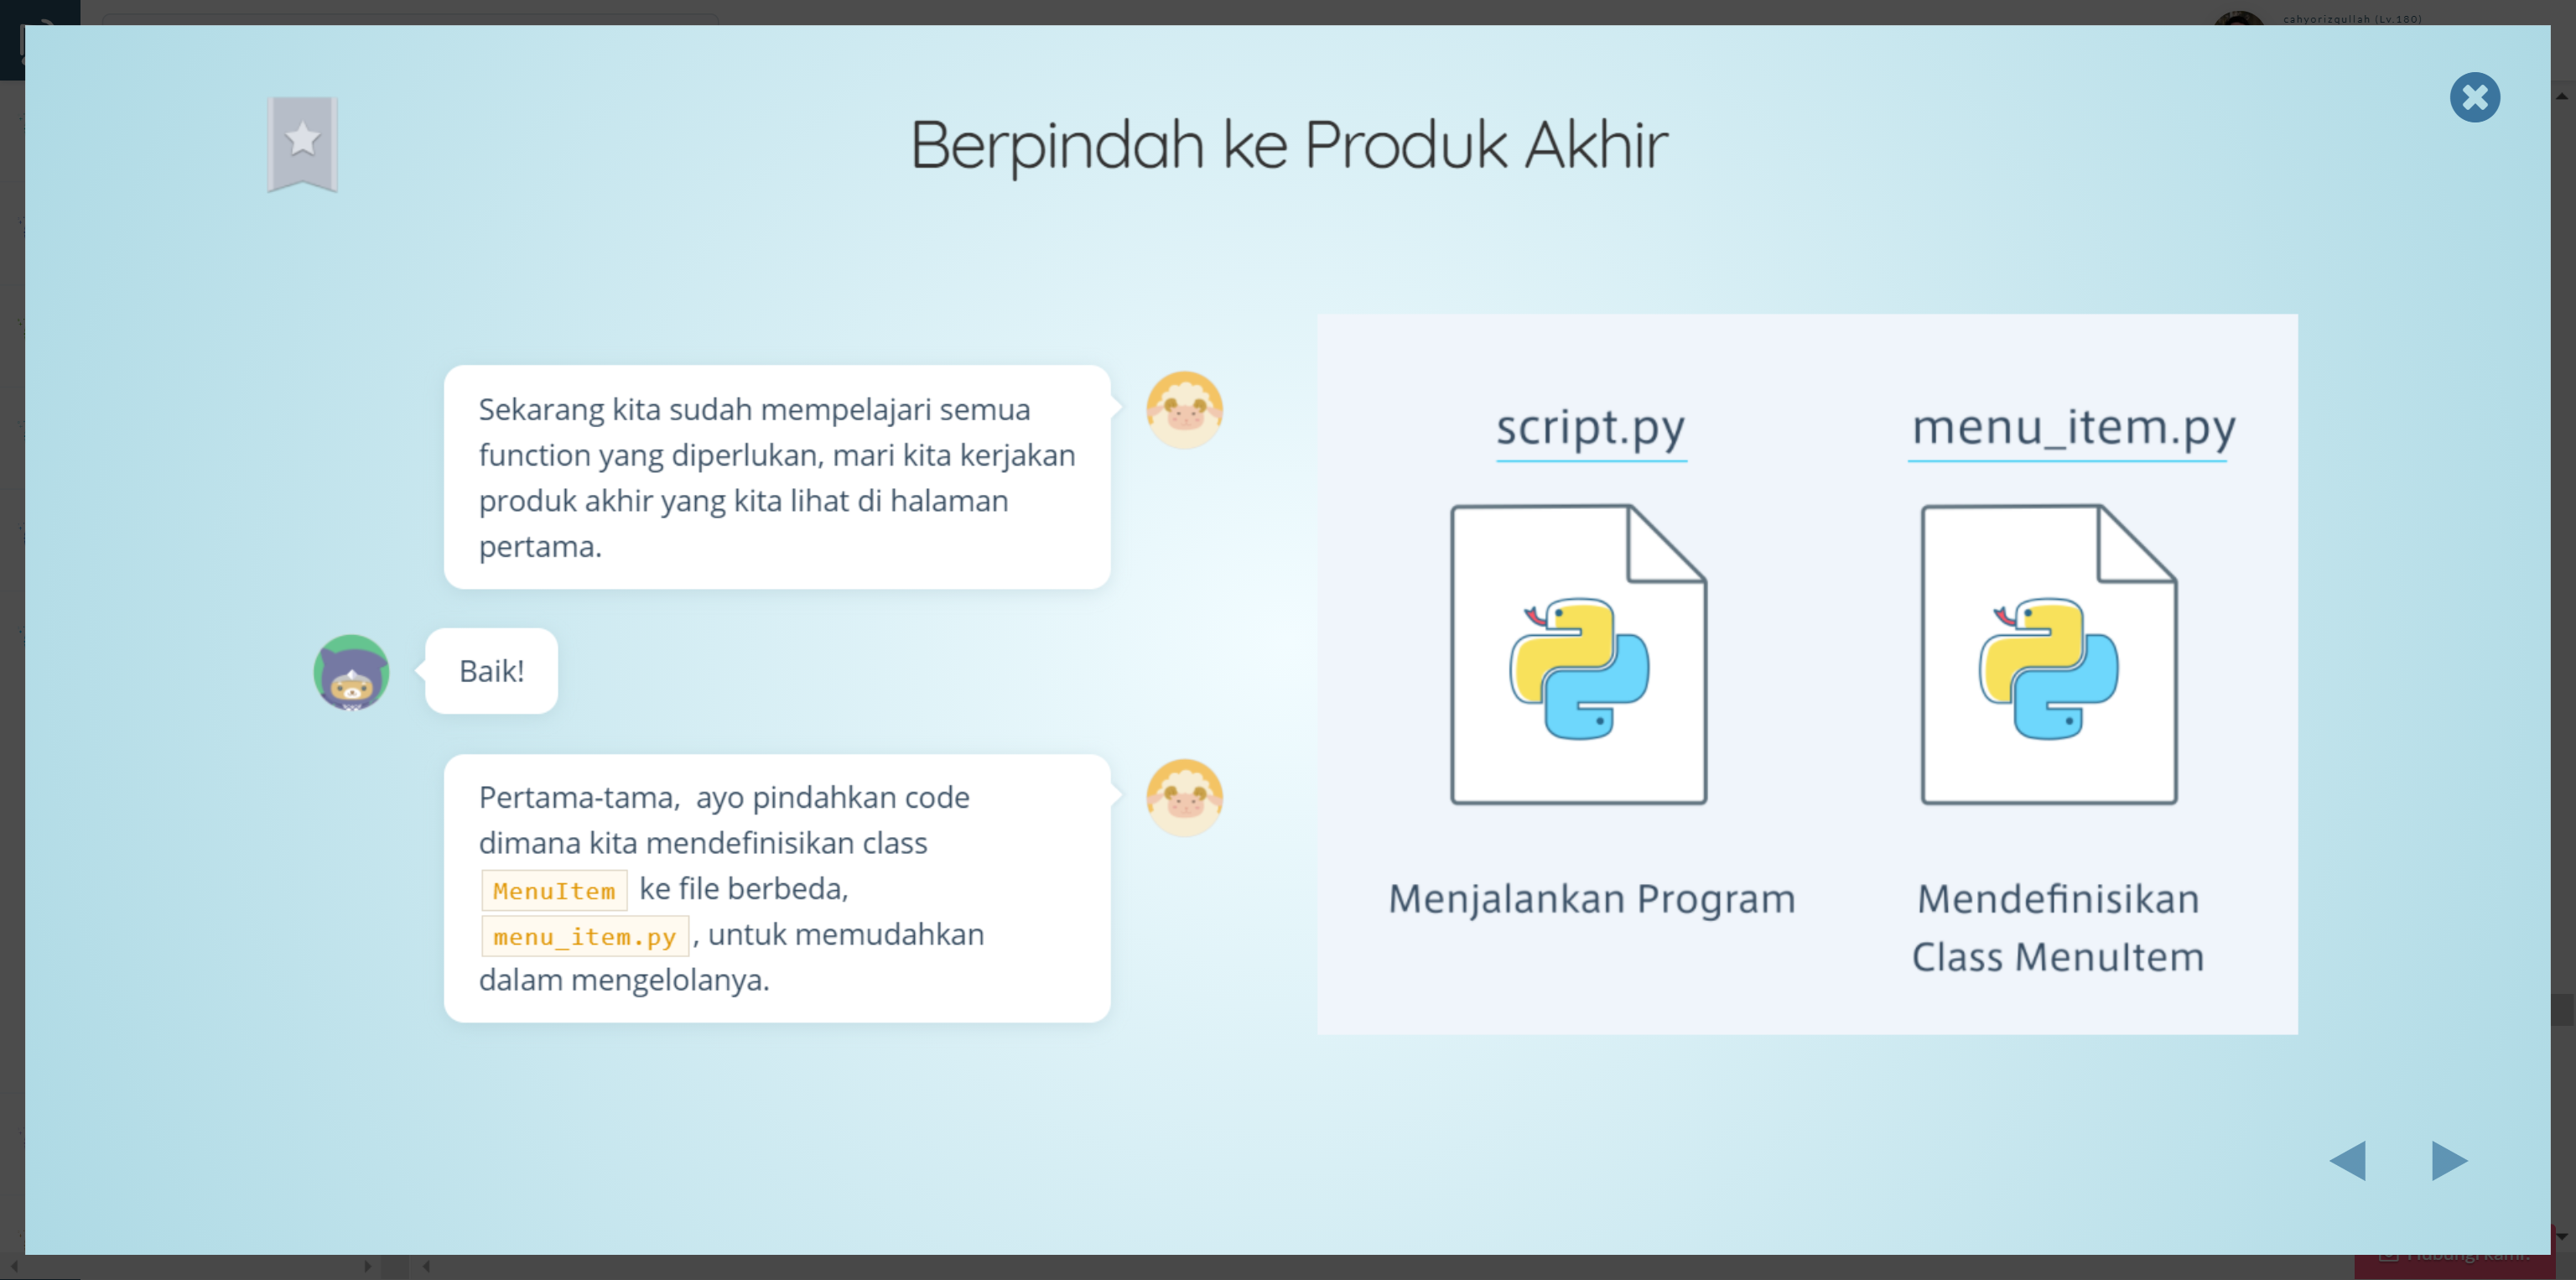 cahyorizqullah (Lv.180)
Berpindah ke Produk Akhir
Sekarang kita sudah mempelajari semua
function yang diperlukan, mari kita kerjakan
produk akhir yang kita lihat di halaman
pertama.
Baik!
Pertama-tama, ayo pindahkan code
dimana kita mendefinisikan class
MenuItem ke file berbeda,
menu_item.py, untuk memudahkan
dalam mengelolanya.
script.py
menu_item.py
Menjalankan Program
Mendefinisikan
Class MenuItem